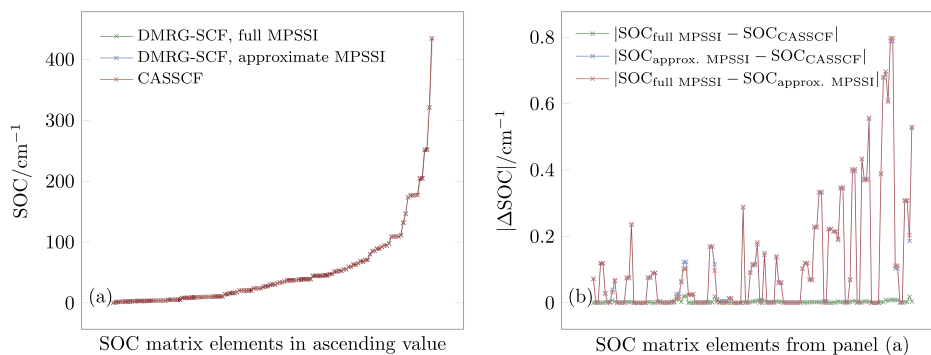 DMRG-SCF, full MPSSI
DMRG-SCF, approximate MPSSI
CASSCF
400
300
200
100
0
SOC/cm⁻¹
(a)
SOC matrix elements in ascending value
|SOC_full MPSSI − SOC_CASSCF|
|SOC_approx. MPSSI − SOC_CASSCF|
|SOC_full MPSSI − SOC_approx. MPSSI|
0.8
0.6
0.4
0.2
0
|ΔSOC|/cm⁻¹
(b)
SOC matrix elements from panel (a)